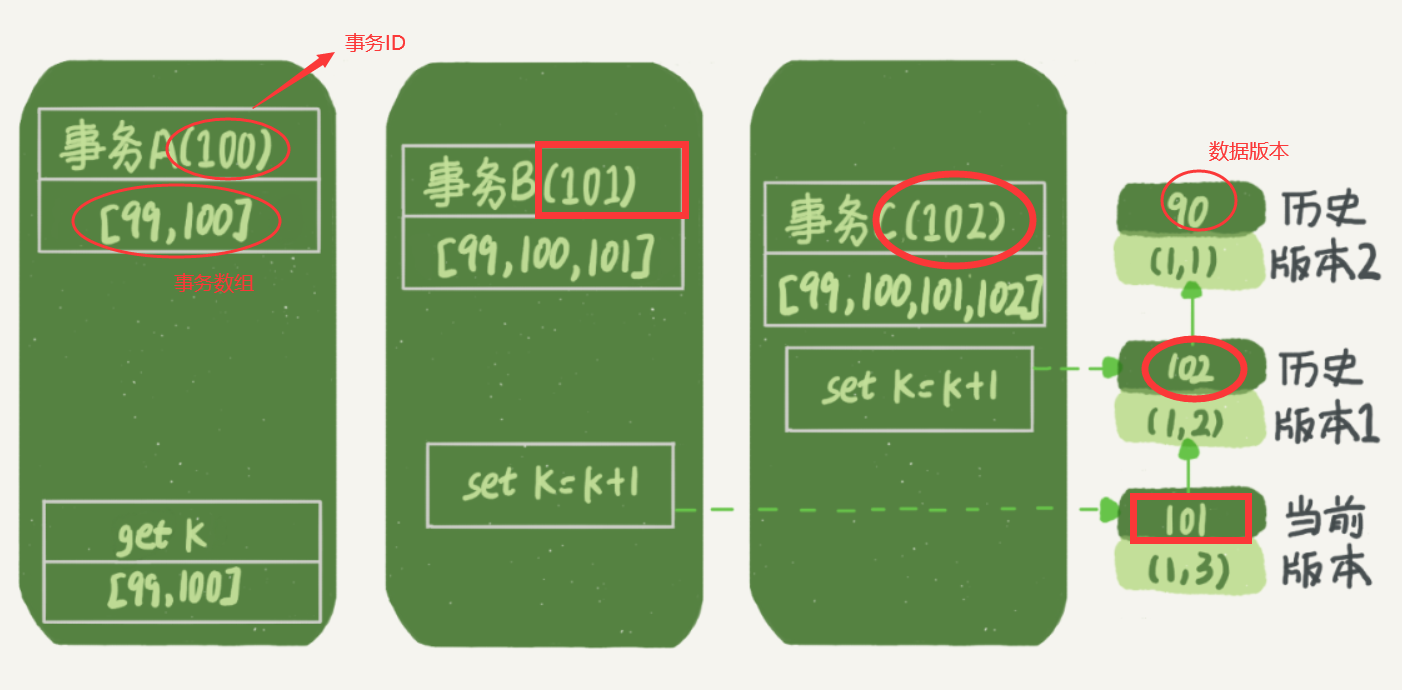 事务ID
事务A(100)
[99,100]
事务数组
get K
[99,100]
事务B(101)
[99,100,101]
set K=K+1
事务C(102)
[99,100,101,102]
set K=K+1
数据版本
90
(1,1)
历史
版本2
102
(1,2)
历史
版本1
101
(1,3)
当前
版本